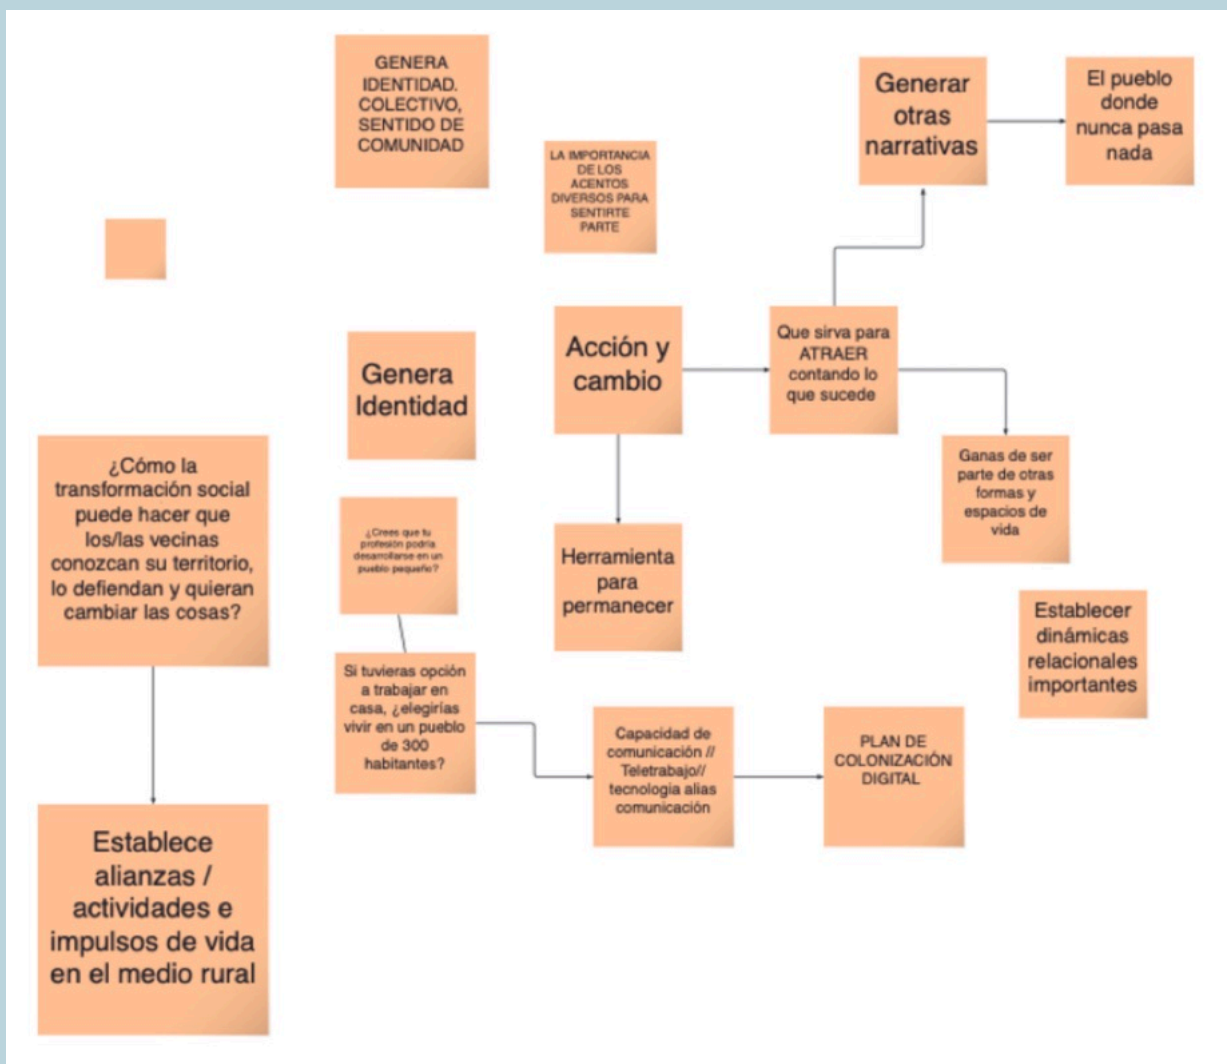 GENERA
IDENTIDAD.
COLECTIVO,
SENTIDO DE
COMUNIDAD
LA IMPORTANCIA
DE LOS
ACENTOS
DIVERSOS PARA
SENTIRTE
PARTE
Generar
otras
narrativas
El pueblo
donde
nunca pasa
nada
Genera
Identidad
Acción y
cambio
Que sirva para
ATRAER
contando lo
que sucede
Ganas de ser
parte de otras
formas y
espacios de
vida
¿Cómo la
transformación social
puede hacer que
los/las vecinas
conozcan su territorio,
lo defiendan y quieran
cambiar las cosas?
¿Crees que tu
profesión podría
desarrollarse en un
pueblo pequeño?
Herramienta
para
permanecer
Establecer
dinámicas
relacionales
importantes
Si tuvieras opción
a trabajar en
casa, ¿elegirías
vivir en un pueblo
de 300
habitantes?
Capacidad de
comunicación //
Teletrabajo//
tecnologia alias
comunicación
PLAN DE
COLONIZACIÓN
DIGITAL
Establece
alianzas /
actividades e
impulsos de vida
en el medio rural